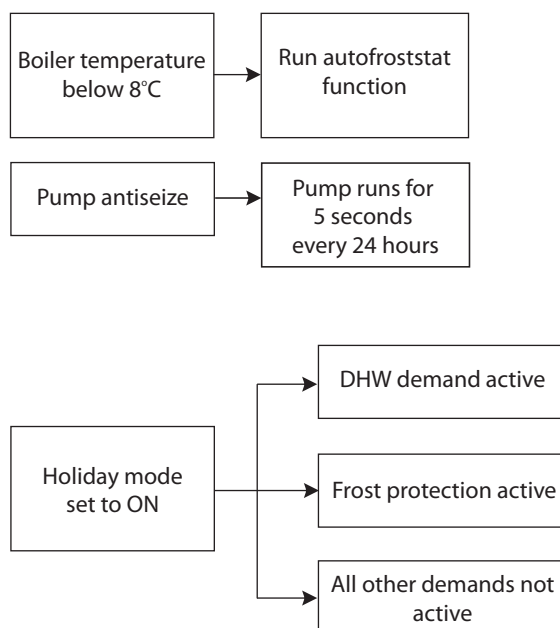 Boiler temperature
below 8°C
Run autofroststat
function
Pump antiseize
Pump runs for
5 seconds
every 24 hours
Holiday mode
set to ON
DHW demand active
Frost protection active
All other demands not
active